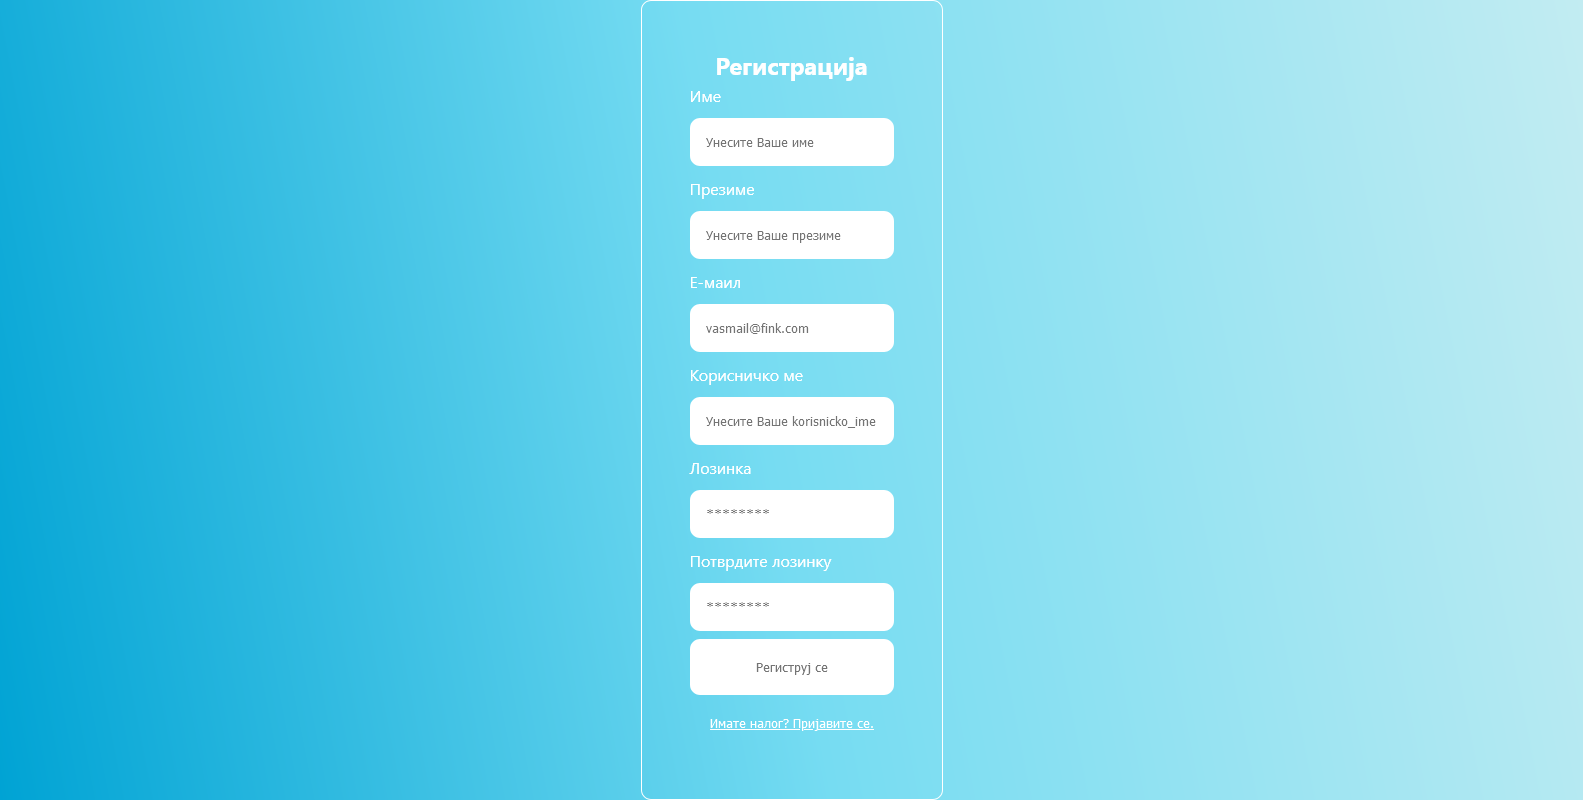 Регистрација
Име
Унесите Ваше име
Презиме
Унесите Ваше презиме
Е-маил
vasmail@fink.com
Корисничко ме
Унесите Ваше korisnicko_ime
Лозинка
********
Потврдите лозинку
********
Региструј се
Имате налог? Пријавите се.